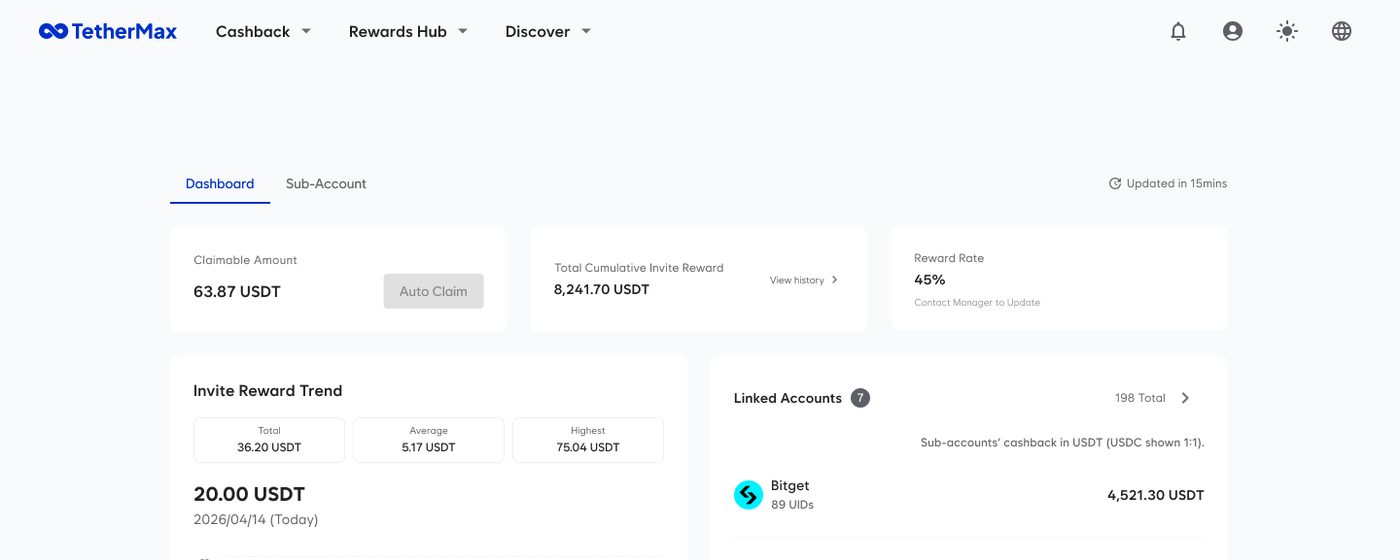 TetherMax
Cashback
Rewards Hub
Discover
Dashboard
Sub-Account
Updated in 15mins
Claimable Amount
63.87 USDT
Auto Claim
Total Cumulative Invite Reward
8,241.70 USDT
View history
Reward Rate
45%
Contact Manager to Update
Invite Reward Trend
Total
36.20 USDT
Average
5.17 USDT
Highest
75.04 USDT
20.00 USDT
2026/04/14 (Today)
Linked Accounts 7
198 Total
Sub-accounts' cashback in USDT (USDC shown 1:1).
Bitget
89 UIDs
4,521.30 USDT